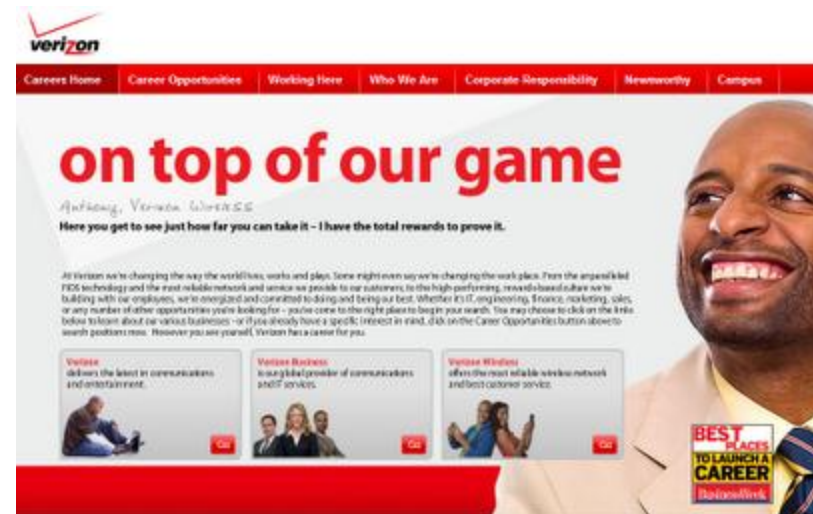 verizon
Careers Home Career Opportunities Working Here Who We Are Corporate Responsibility Newsworthy Campus
on top of our game
Anthony, Verizon Wireless
Here you get to see just how far you can take it – I have the total rewards to prove it.
At Verizon we're changing the way the world lives, works and plays. Some might even say we're changing the work place. From the unparalleled
FiOS technology and the most reliable network and service we provide to our customers, to the high-performing, rewards-based culture we're
building with our employees, we're energized and committed to doing and being our best. Whether it's IT, engineering, finance, marketing, sales,
or any number of other opportunities you're looking for – you've come to the right place to begin your search. You may choose to click on the links
below to learn about our various businesses - or if you already have a specific interest in mind, click on the Career Opportunities button above to
search positions now. However you see yourself, Verizon has a career for you.
Verizon
delivers the latest in communications
and entertainment.
Go
Verizon Business
is our global provider of communications
and IT services.
Go
Verizon Wireless
offers the most reliable wireless network
and best customer service.
Go
BEST
PLACES
TO LAUNCH A
CAREER
BusinessWeek